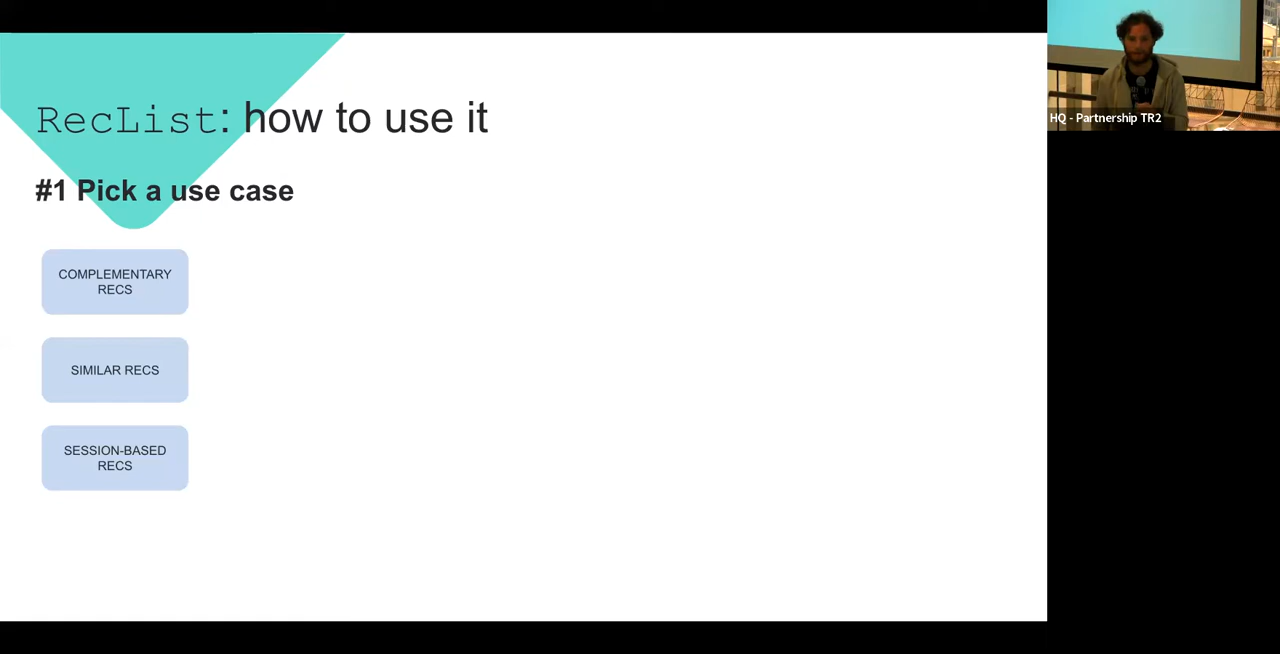 RecList: how to use it
#1 Pick a use case
COMPLEMENTARY
RECS
SIMILAR RECS
SESSION-BASED
RECS
HQ - Partnership TR2